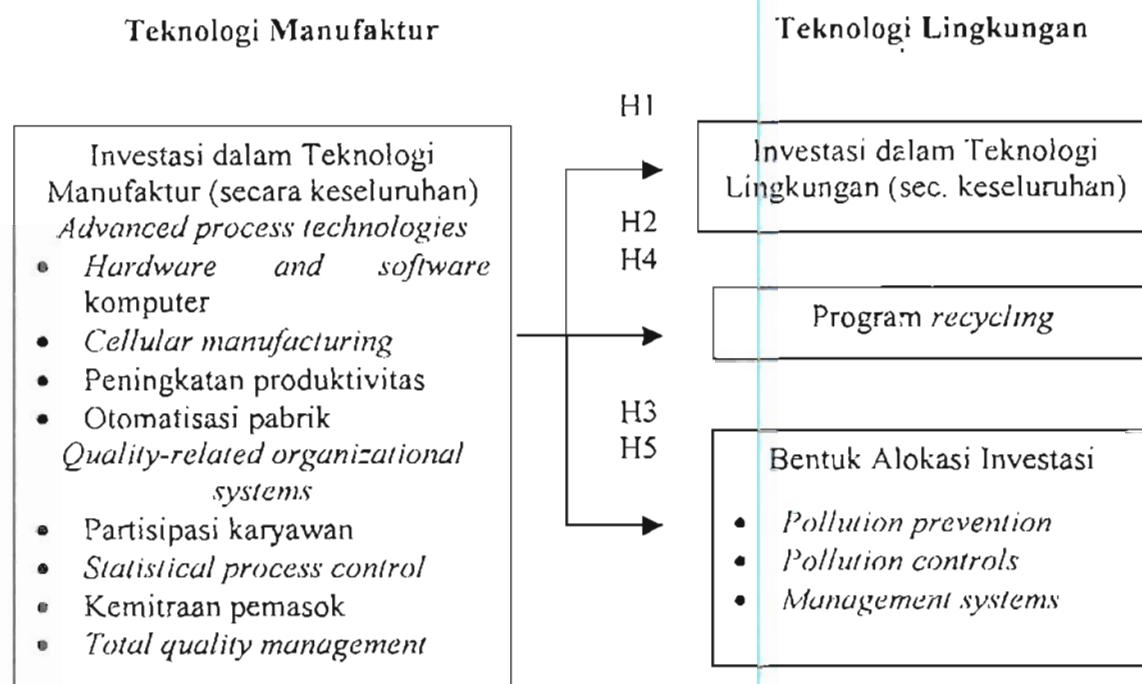 Teknologi Manufaktur
Teknologi Lingkungan
Investasi dalam Teknologi
Manufaktur (secara keseluruhan)
Advanced process technologies
• Hardware and software
komputer
• Cellular manufacturing
• Peningkatan produktivitas
• Otomatisasi pabrik
Quality-related organizational
systems
• Partisipasi karyawan
• Statistical process control
• Kemitraan pemasok
• Total quality management
H1
H2
H4
H3
H5
Investasi dalam Teknologi
Lingkungan (sec. keseluruhan)
Program recycling
Bentuk Alokasi Investasi
• Pollution prevention
• Pollution controls
• Management systems